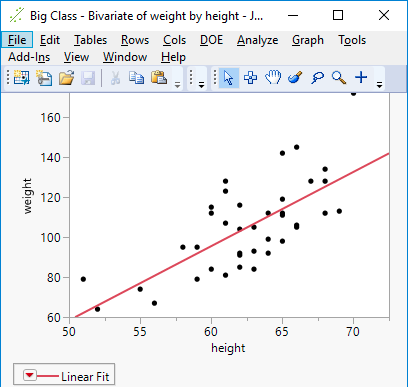 Big Class - Bivariate of weight by height - J...
File Edit Tables Rows Cols DOE Analyze Graph Tools
Add-Ins View Window Help
160
140
120
100
80
60
weight
50 55 60 65 70
height
Linear Fit